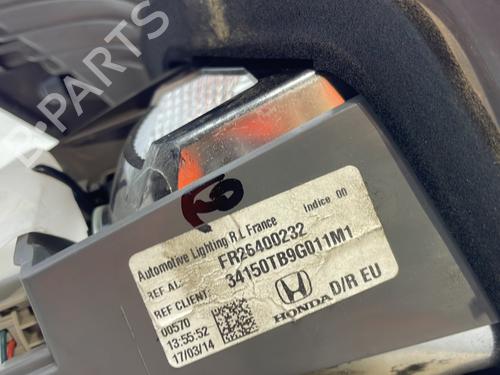 B-PARTS
Automotive Lighting R.L France
Indice 00
REF AL: FR26400232
REF CLIENT: 34150TB9G011M1
00570
13:55:52
17/03/14
HONDA
D/R EU